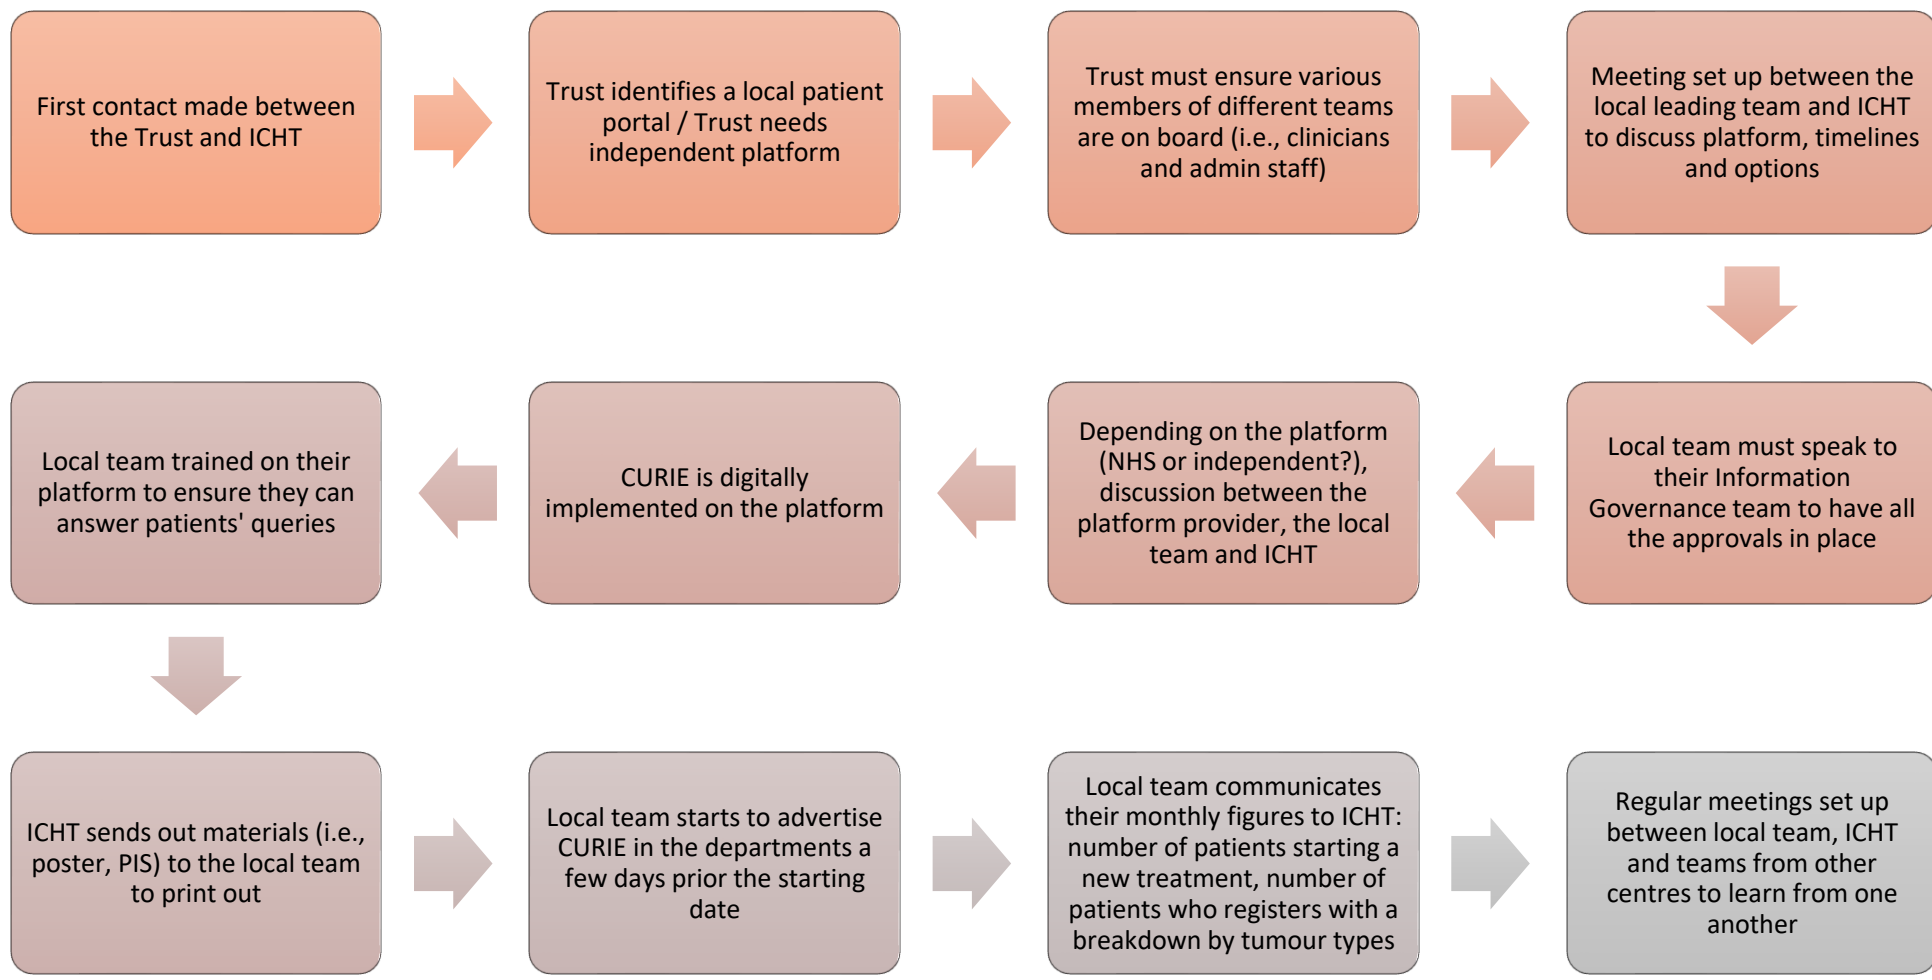 First contact made between
the Trust and ICHT
Trust identifies a local patient
portal / Trust needs
independent platform
Trust must ensure various
members of different teams
are on board (i.e., clinicians
and admin staff)
Meeting set up between the
local leading team and ICHT
to discuss platform, timelines
and options
Local team must speak to
their Information
Governance team to have all
the approvals in place
Depending on the platform
(NHS or independent?),
discussion between the
platform provider, the local
team and ICHT
CURIE is digitally
implemented on the platform
Local team trained on their
platform to ensure they can
answer patients' queries
ICHT sends out materials (i.e.,
poster, PIS) to the local team
to print out
Local team starts to advertise
CURIE in the departments a
few days prior the starting
date
Local team communicates
their monthly figures to ICHT:
number of patients starting a
new treatment, number of
patients who registers with a
breakdown by tumour types
Regular meetings set up
between local team, ICHT
and teams from other
centres to learn from one
another